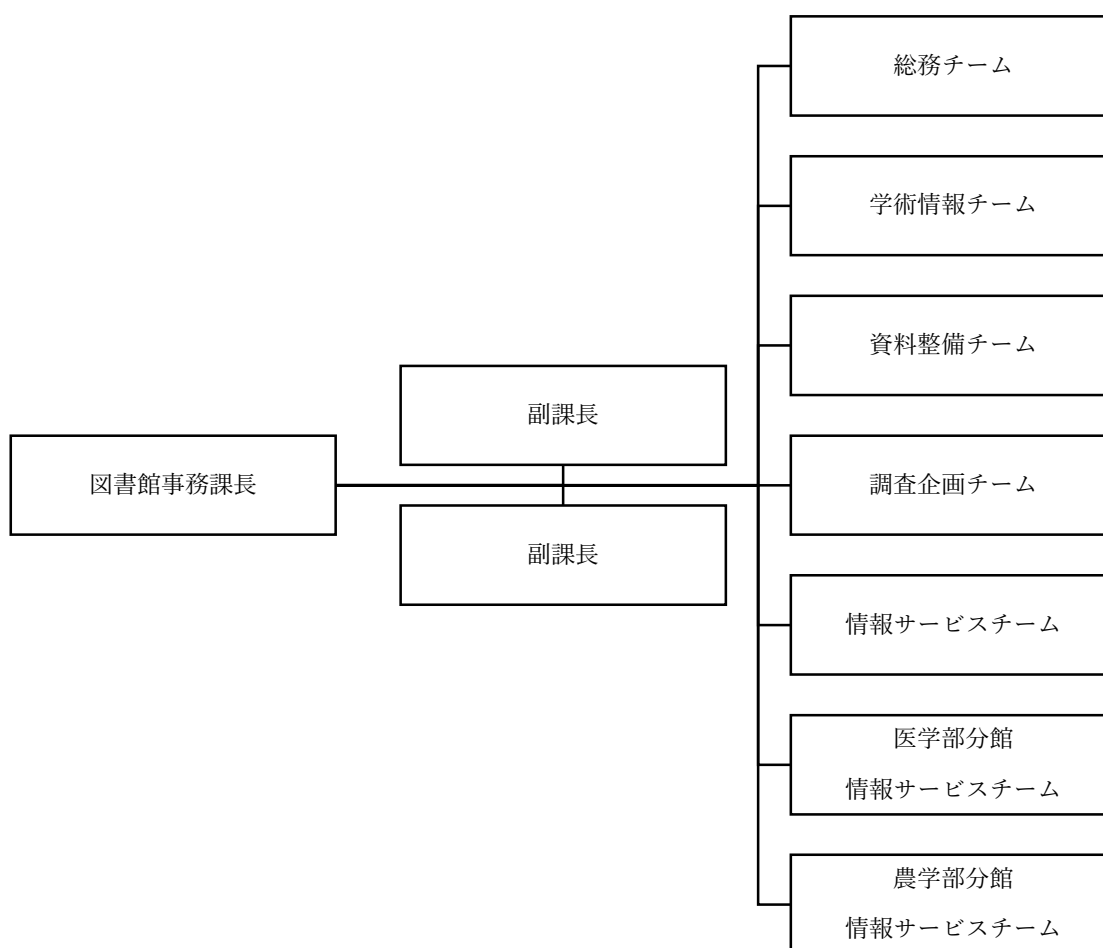 図書館事務課長
副課長
副課長
総務チーム
学術情報チーム
資料整備チーム
調査企画チーム
情報サービスチーム
医学部分館
情報サービスチーム
農学部分館
情報サービスチーム